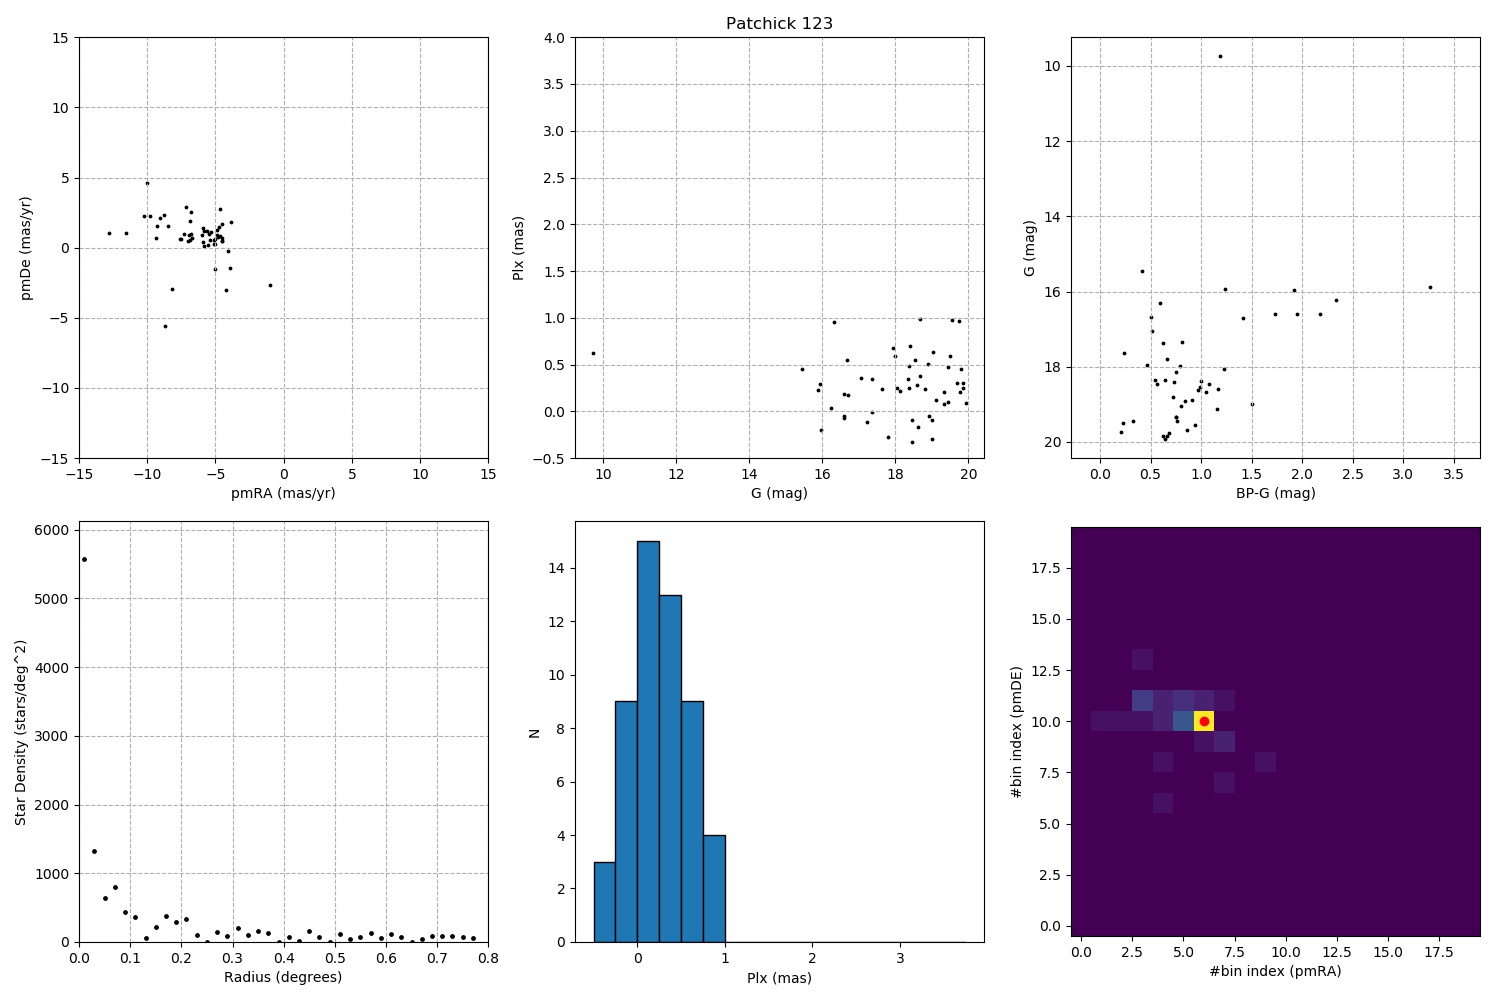 Patchick 123
15
10
5
0
−5
−10
−15
−15 −10 −5 0 5 10 15
pmDe (mas/yr)
pmRA (mas/yr)
4.0
3.5
3.0
2.5
2.0
1.5
1.0
0.5
0.0
−0.5
10 12 14 16 18 20
Plx (mas)
G (mag)
10
12
14
16
18
20
0.0 0.5 1.0 1.5 2.0 2.5 3.0 3.5
G (mag)
BP-G (mag)
6000
5000
4000
3000
2000
1000
0
0.0 0.1 0.2 0.3 0.4 0.5 0.6 0.7 0.8
Star Density (stars/deg^2)
Radius (degrees)
14
12
10
8
6
4
2
0
0 1 2 3
N
Plx (mas)
17.5
15.0
12.5
10.0
7.5
5.0
2.5
0.0
0.0 2.5 5.0 7.5 10.0 12.5 15.0 17.5
#bin index (pmDE)
#bin index (pmRA)